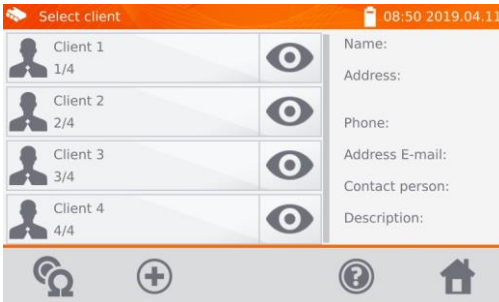 Select client
08:50 2019.04.11
Client 1
1/4
Client 2
2/4
Client 3
3/4
Client 4
4/4
Name:
Address:
Phone:
Address E-mail:
Contact person:
Description: